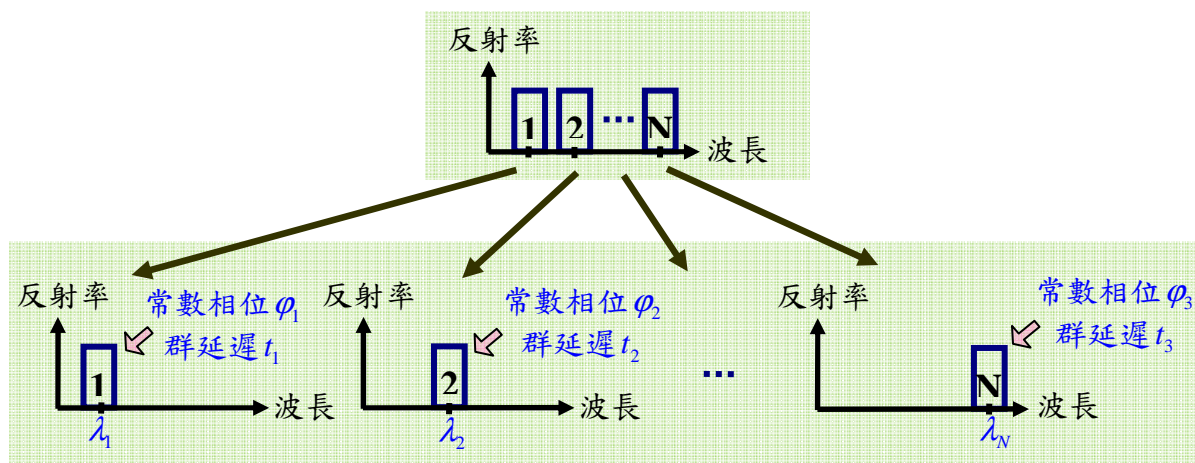 反射率
1 2 ... N
波長
反射率
常數相位 φ₁
群延遲 t₁
1
波長
λ₁
反射率
常數相位 φ₂
群延遲 t₂
2
波長
λ₂
...
反射率
常數相位 φ₃
群延遲 t₃
N
波長
λ_N